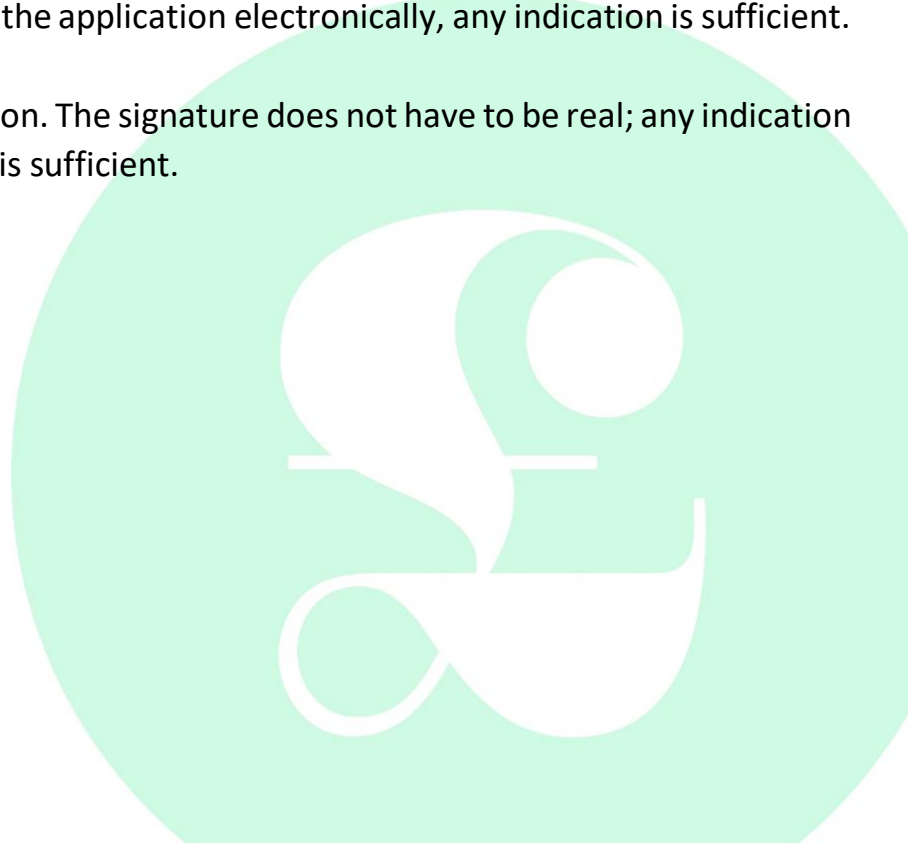 the application electronically, any indication is sufficient.
on. The signature does not have to be real; any indication
is sufficient.
£